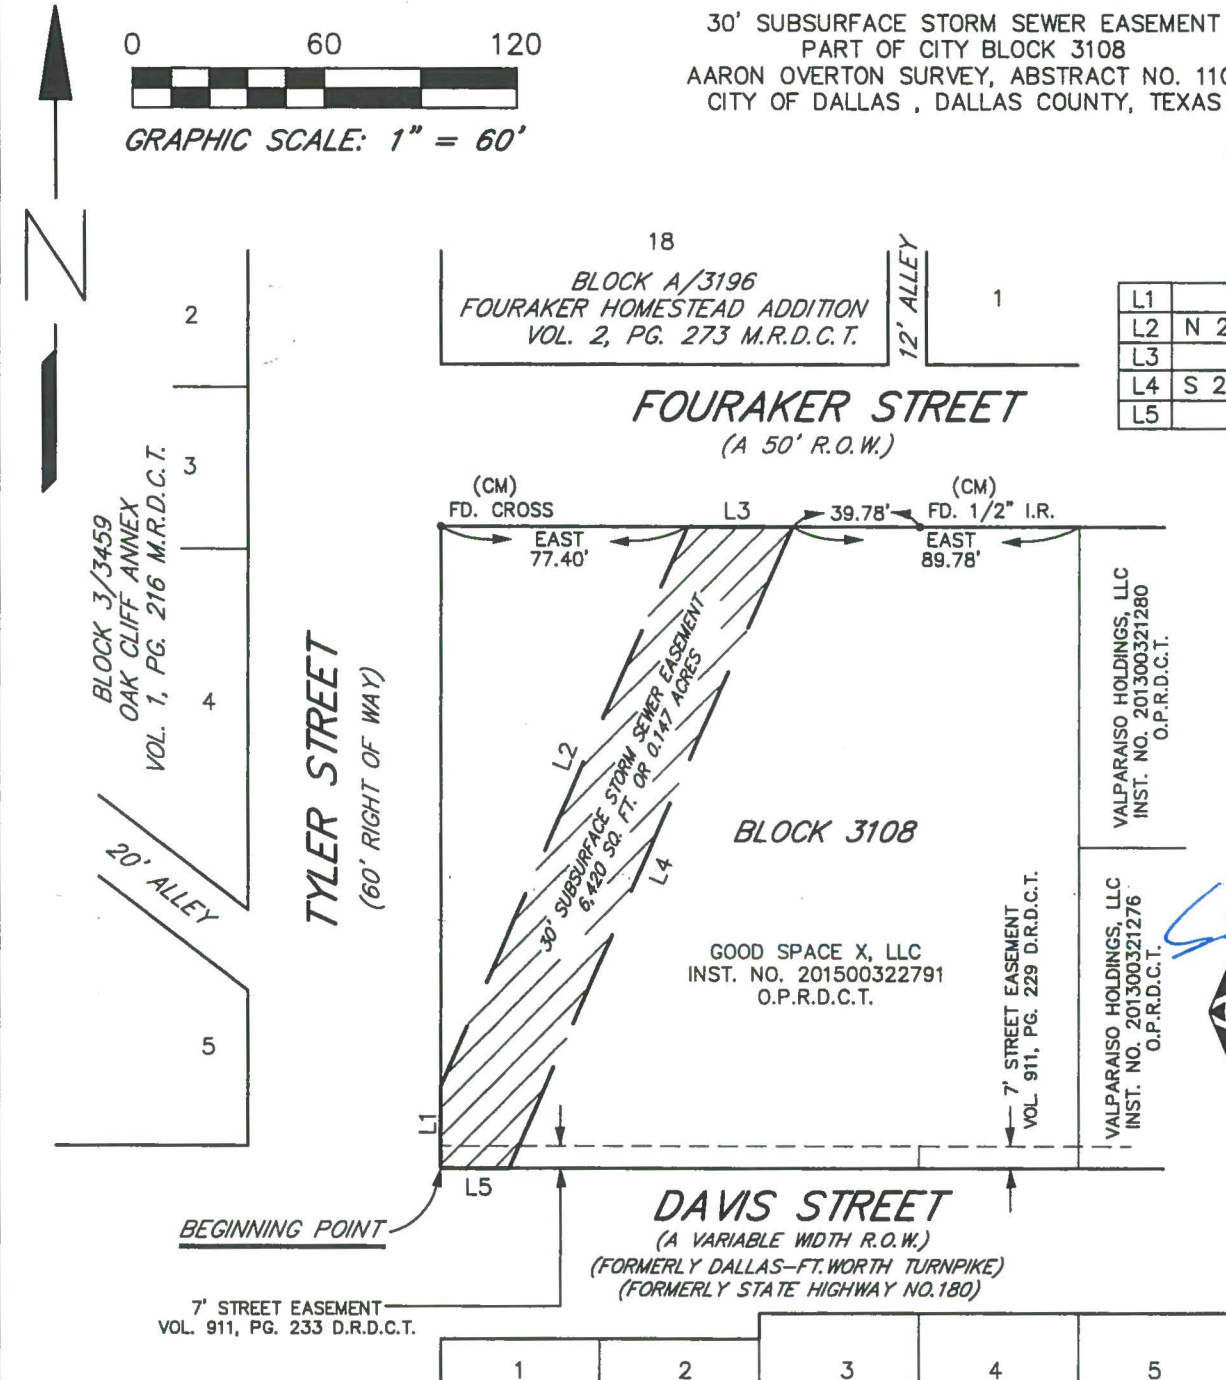 0 60 120
GRAPHIC SCALE: 1" = 60'
30' SUBSURFACE STORM SEWER EASEMENT
PART OF CITY BLOCK 3108
AARON OVERTON SURVEY, ABSTRACT NO.
CITY OF DALLAS , DALLAS COUNTY, TEXAS
N
18
BLOCK A/3196
FOURAKER HOMESTEAD ADDITION
VOL. 2, PG. 273 M.R.D.C.T.
12' ALLEY
1
L1
L2 N 2
L3
L4 S 2
L5
2
3
4
5
BLOCK 3/3459
OAK CLIFF ANNEX
VOL. 1, PG. 216 M.R.D.C.T.
20' ALLEY
FOURAKER STREET
(A 50' R.O.W.)
(CM)
FD. CROSS
L3
39.78'
(CM)
FD. 1/2" I.R.
EAST
77.40'
EAST
89.78'
TYLER STREET
(60' RIGHT OF WAY)
L2
30' SUBSURFACE STORM SEWER EASEMENT
6,420 SQ. FT. OR 0.147 ACRES
L4
BLOCK 3108
GOOD SPACE X, LLC
INST. NO. 201500322791
O.P.R.D.C.T.
VALPARAISO HOLDINGS, LLC
INST. NO. 201300321280
O.P.R.D.C.T.
VALPARAISO HOLDINGS, LLC
INST. NO. 201300321276
O.P.R.D.C.T.
7' STREET EASEMENT
VOL. 911, PG. 229 D.R.D.C.T.
L1
L5
BEGINNING POINT
DAVIS STREET
(A VARIABLE WIDTH R.O.W.)
(FORMERLY DALLAS-FT.WORTH TURNPIKE)
(FORMERLY STATE HIGHWAY NO.180)
7' STREET EASEMENT
VOL. 911, PG. 233 D.R.D.C.T.
1 2 3 4 5